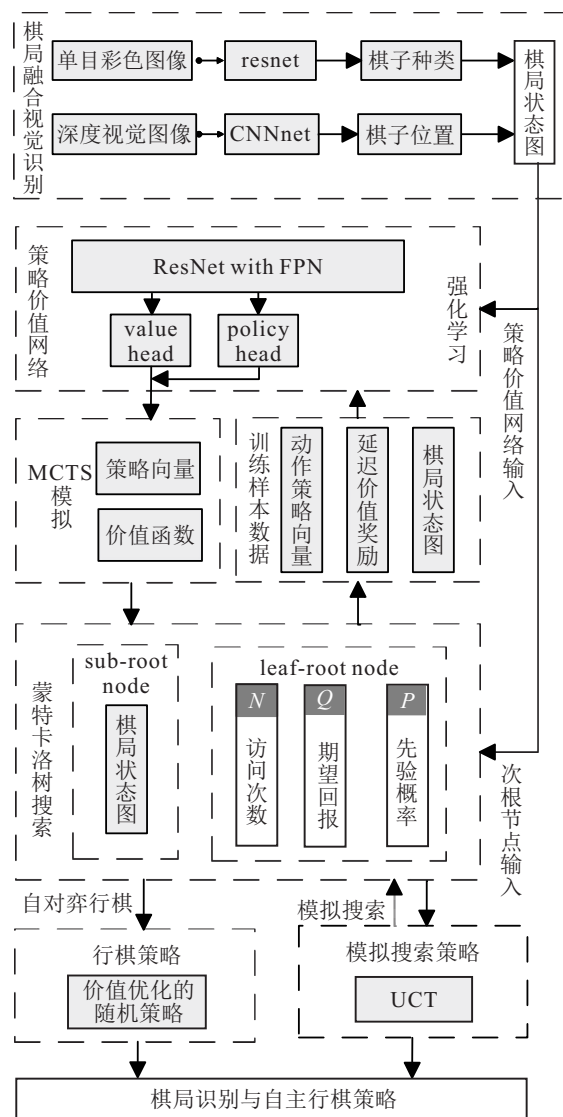 棋局融合视觉识别
单目彩色图像
resnet
棋子种类
深度视觉图像
CNNnet
棋子位置
棋局状态图
策略价值网络
ResNet with FPN
value
head
policy
head
强化学习
策略价值网络输入
MCTS
模拟
策略向量
价值函数
训练样本数据
动作策略向量
延迟价值奖励
棋局状态图
蒙特卡洛树搜索
sub-root
node
棋局状态图
leaf-root node
N
访问次数
Q
期望回报
P
先验概率
次根节点输入
自对弈行棋
模拟搜索
行棋策略
价值优化的
随机策略
模拟搜索策略
UCT
棋局识别与自主行棋策略